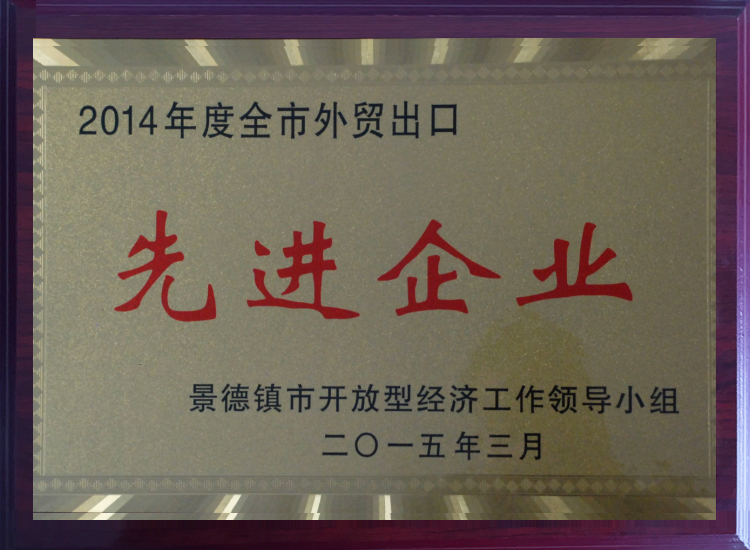 2014年度全市外贸出口
先进企业
景德镇市开放型经济工作领导小组
二〇一五年三月